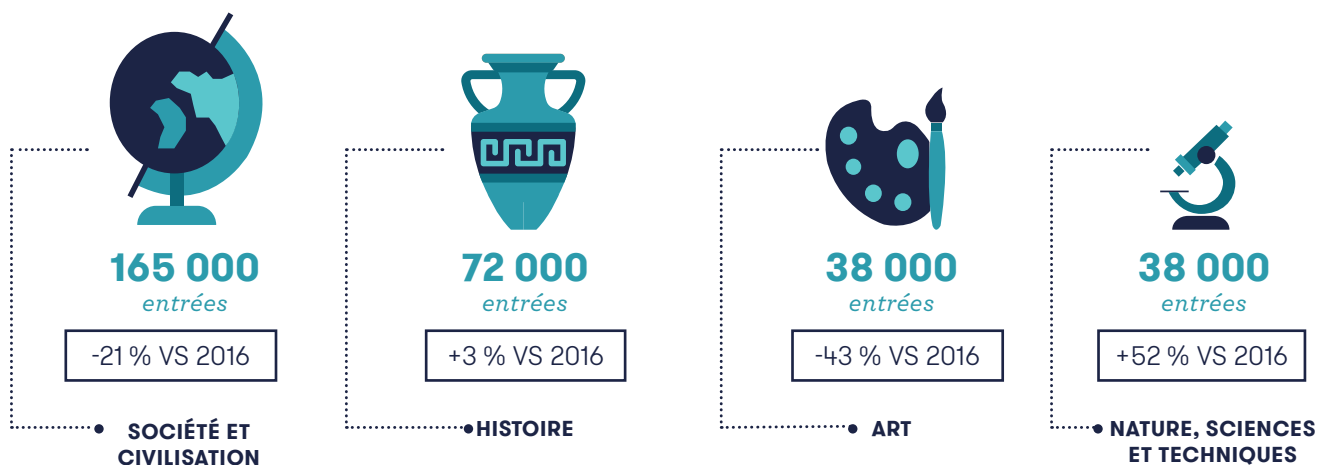 165 000
entrées
-21 % VS 2016
SOCIÉTÉ ET
CIVILISATION
72 000
entrées
+3 % VS 2016
HISTOIRE
38 000
entrées
-43 % VS 2016
ART
38 000
entrées
+52 % VS 2016
NATURE, SCIENCES
ET TECHNIQUES